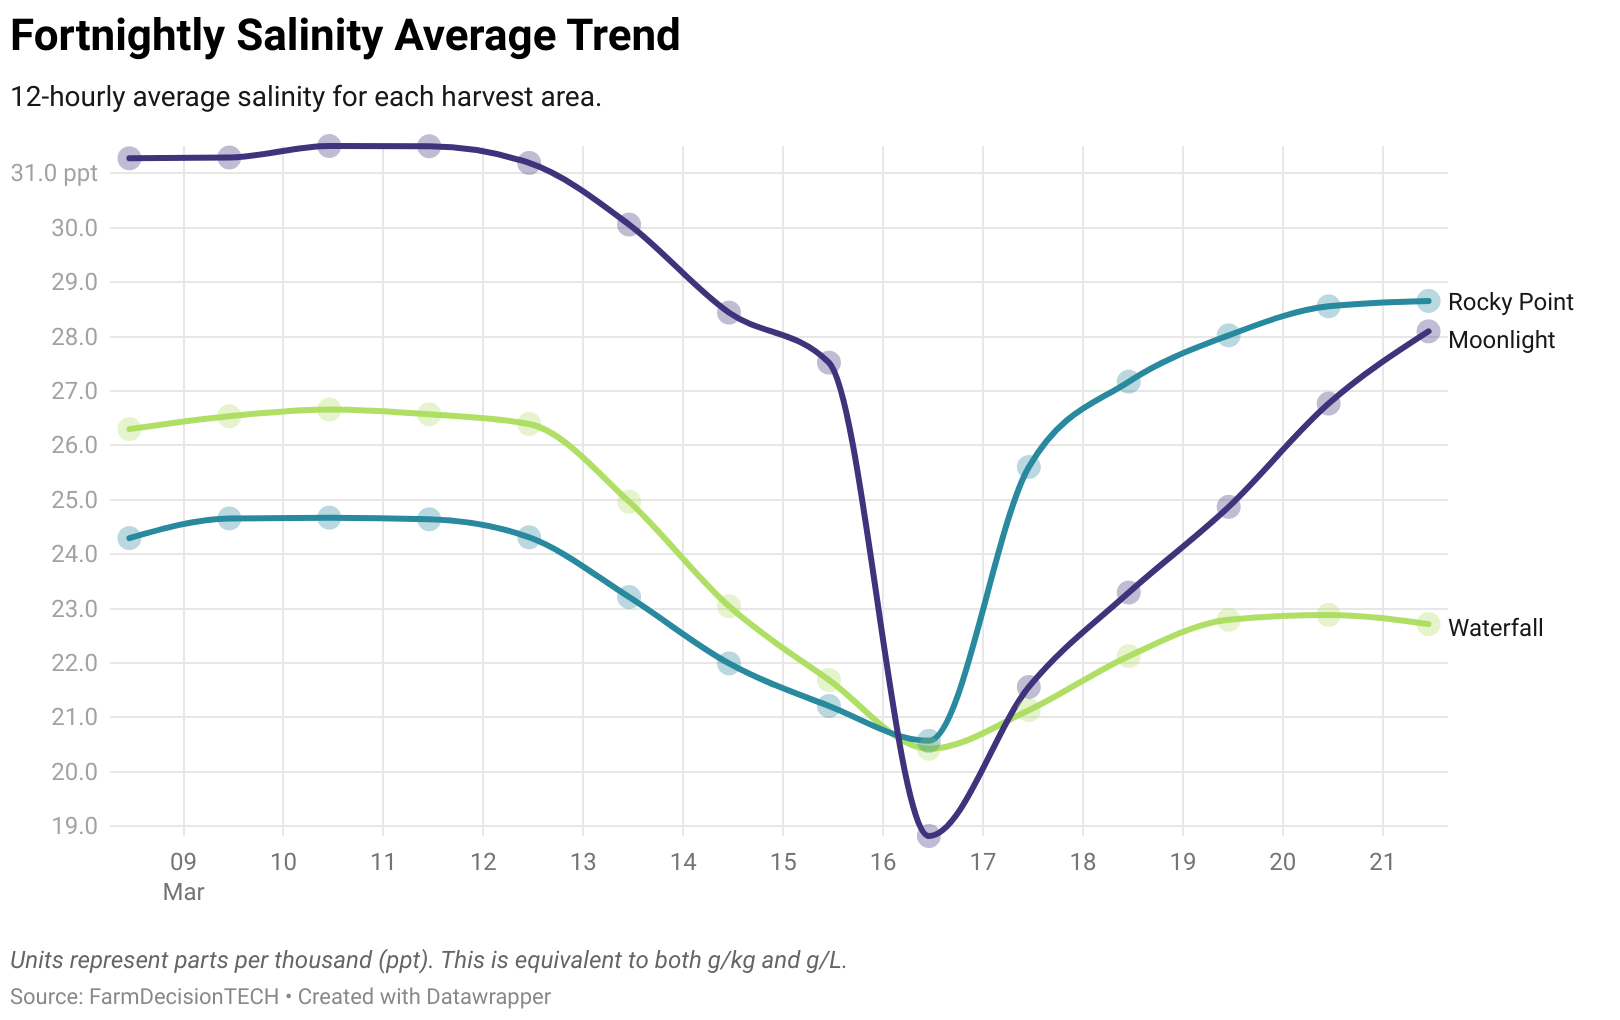 Fortnightly Salinity Average Trend
12-hourly average salinity for each harvest area.
31.0 ppt
30.0
29.0
28.0
27.0
26.0
25.0
24.0
23.0
22.0
21.0
20.0
19.0
Rocky Point
Moonlight
Waterfall
09 10 11 12 13 14 15 16 17 18 19 20 21
Mar
Units represent parts per thousand (ppt). This is equivalent to both g/kg and g/L.
Source: FarmDecisionTECH • Created with Datawrapper